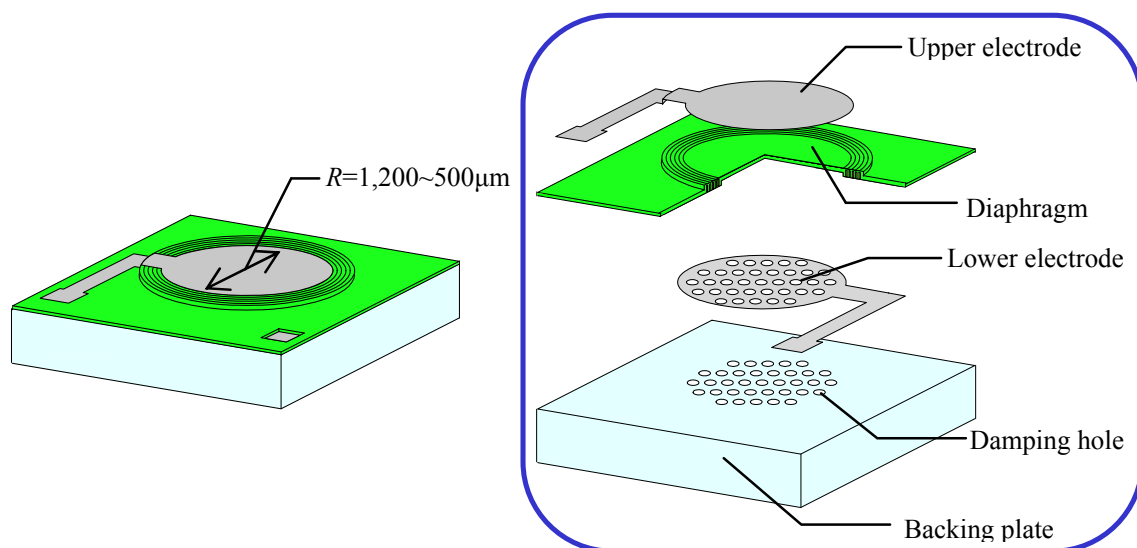 R=1,200~500μm
Upper electrode
Diaphragm
Lower electrode
Damping hole
Backing plate